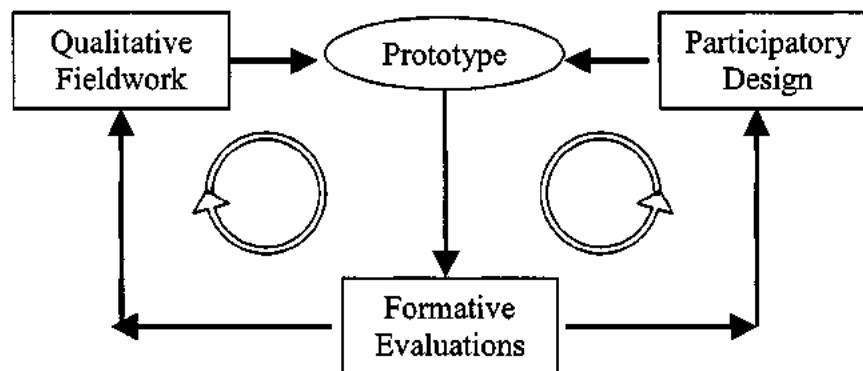 Qualitative
Fieldwork
Prototype
Participatory
Design
Formative
Evaluations